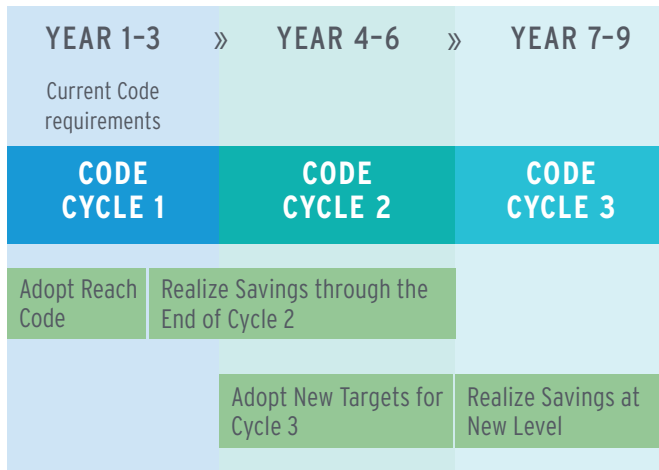 YEAR 1–3 » YEAR 4–6 » YEAR 7–9
Current Code
requirements
CODE
CYCLE 1
CODE
CYCLE 2
CODE
CYCLE 3
Adopt Reach
Code
Realize Savings through the
End of Cycle 2
Adopt New Targets for
Cycle 3
Realize Savings at
New Level